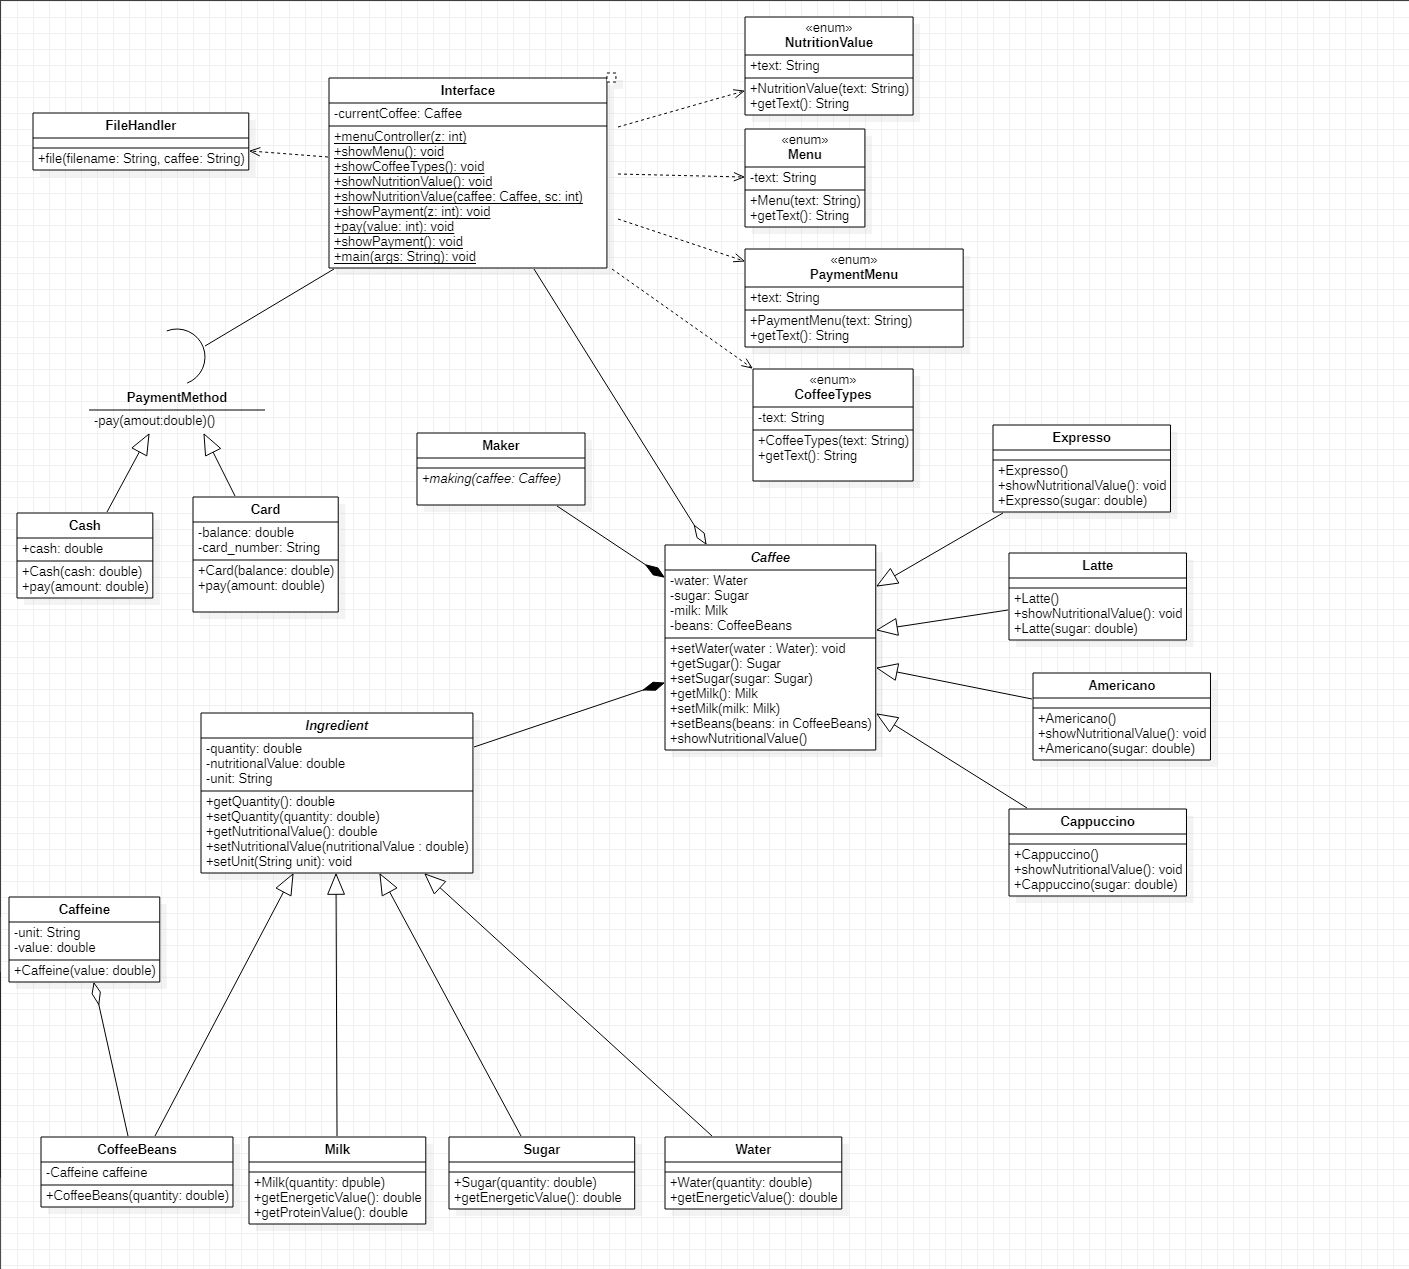 «enum»
NutritionValue
+text: String
+NutritionValue(text: String)
+getText(): String
Interface
-currentCoffee: Caffee
+menuController(z: int)
+showMenu(): void
+showCoffeeTypes(): void
+showNutritionValue(): void
+showNutritionValue(caffee: Caffee, sc: int)
+showPayment(z: int): void
+pay(value: int): void
+showPayment(): void
+main(args: String): void
FileHandler
+file(filename: String, caffee: String)
«enum»
Menu
-text: String
+Menu(text: String)
+getText(): String
«enum»
PaymentMenu
+text: String
+PaymentMenu(text: String)
+getText(): String
«enum»
CoffeeTypes
-text: String
+CoffeeTypes(text: String)
+getText(): String
PaymentMethod
-pay(amout:double)()
Maker
+making(caffee: Caffee)
Expresso
+Expresso()
+showNutritionalValue(): void
+Expresso(sugar: double)
Cash
+cash: double
+Cash(cash: double)
+pay(amount: double)
Card
-balance: double
-card_number: String
+Card(balance: double)
+pay(amount: double)
Caffee
-water: Water
-sugar: Sugar
-milk: Milk
-beans: CoffeeBeans
+setWater(water : Water): void
+getSugar(): Sugar
+setSugar(sugar: Sugar)
+getMilk(): Milk
+setMilk(milk: Milk)
+setBeans(beans: in CoffeeBeans)
+showNutritionalValue()
Latte
+Latte()
+showNutritionalValue(): void
+Latte(sugar: double)
Americano
+Americano()
+showNutritionalValue(): void
+Americano(sugar: double)
Ingredient
-quantity: double
-nutritionalValue: double
-unit: String
+getQuantity(): double
+setQuantity(quantity: double)
+getNutritionalValue(): double
+setNutritionalValue(nutritionalValue : double)
+setUnit(String unit): void
Cappuccino
+Cappuccino()
+showNutritionalValue(): void
+Cappuccino(sugar: double)
Caffeine
-unit: String
-value: double
+Caffeine(value: double)
CoffeeBeans
-Caffeine caffeine
+CoffeeBeans(quantity: double)
Milk
+Milk(quantity: dpuble)
+getEnergeticValue(): double
+getProteinValue(): double
Sugar
+Sugar(quantity: double)
+getEnergeticValue(): double
Water
+Water(quantity: double)
+getEnergeticValue(): double